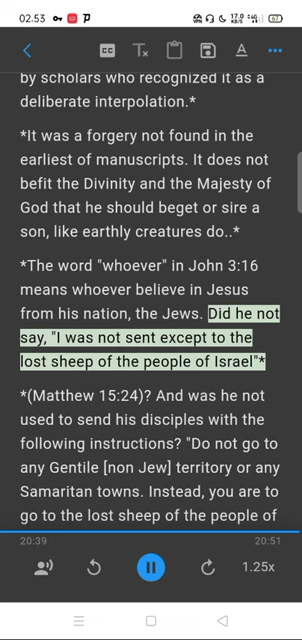 02.53
17.0
KB/s
67
CC
by scholars who recognized it as a
deliberate interpolation.*
*It was a forgery not found in the
earliest of manuscripts. It does not
befit the Divinity and the Majesty of
God that he should beget or sire a
son, like earthly creatures do..*
*The word "whoever" in John 3:16
means whoever believe in Jesus
from his nation, the Jews. Did he not
say, "I was not sent except to the
lost sheep of the people of Israel"*
*(Matthew 15:24)? And was he not
used to send his disciples with the
following instructions? "Do not go to
any Gentile [non Jew] territory or any
Samaritan towns. Instead, you are to
go to the lost sheep of the people of
20:39
20:51
1.25x